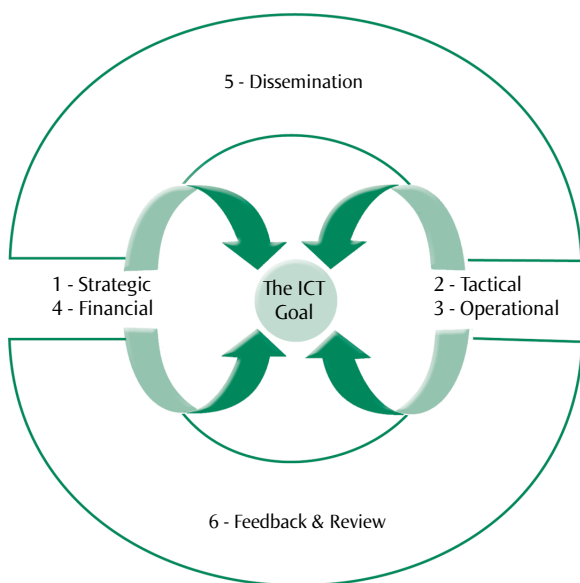 5 - Dissemination
1 - Strategic
4 - Financial
The ICT
Goal
2 - Tactical
3 - Operational
6 - Feedback & Review